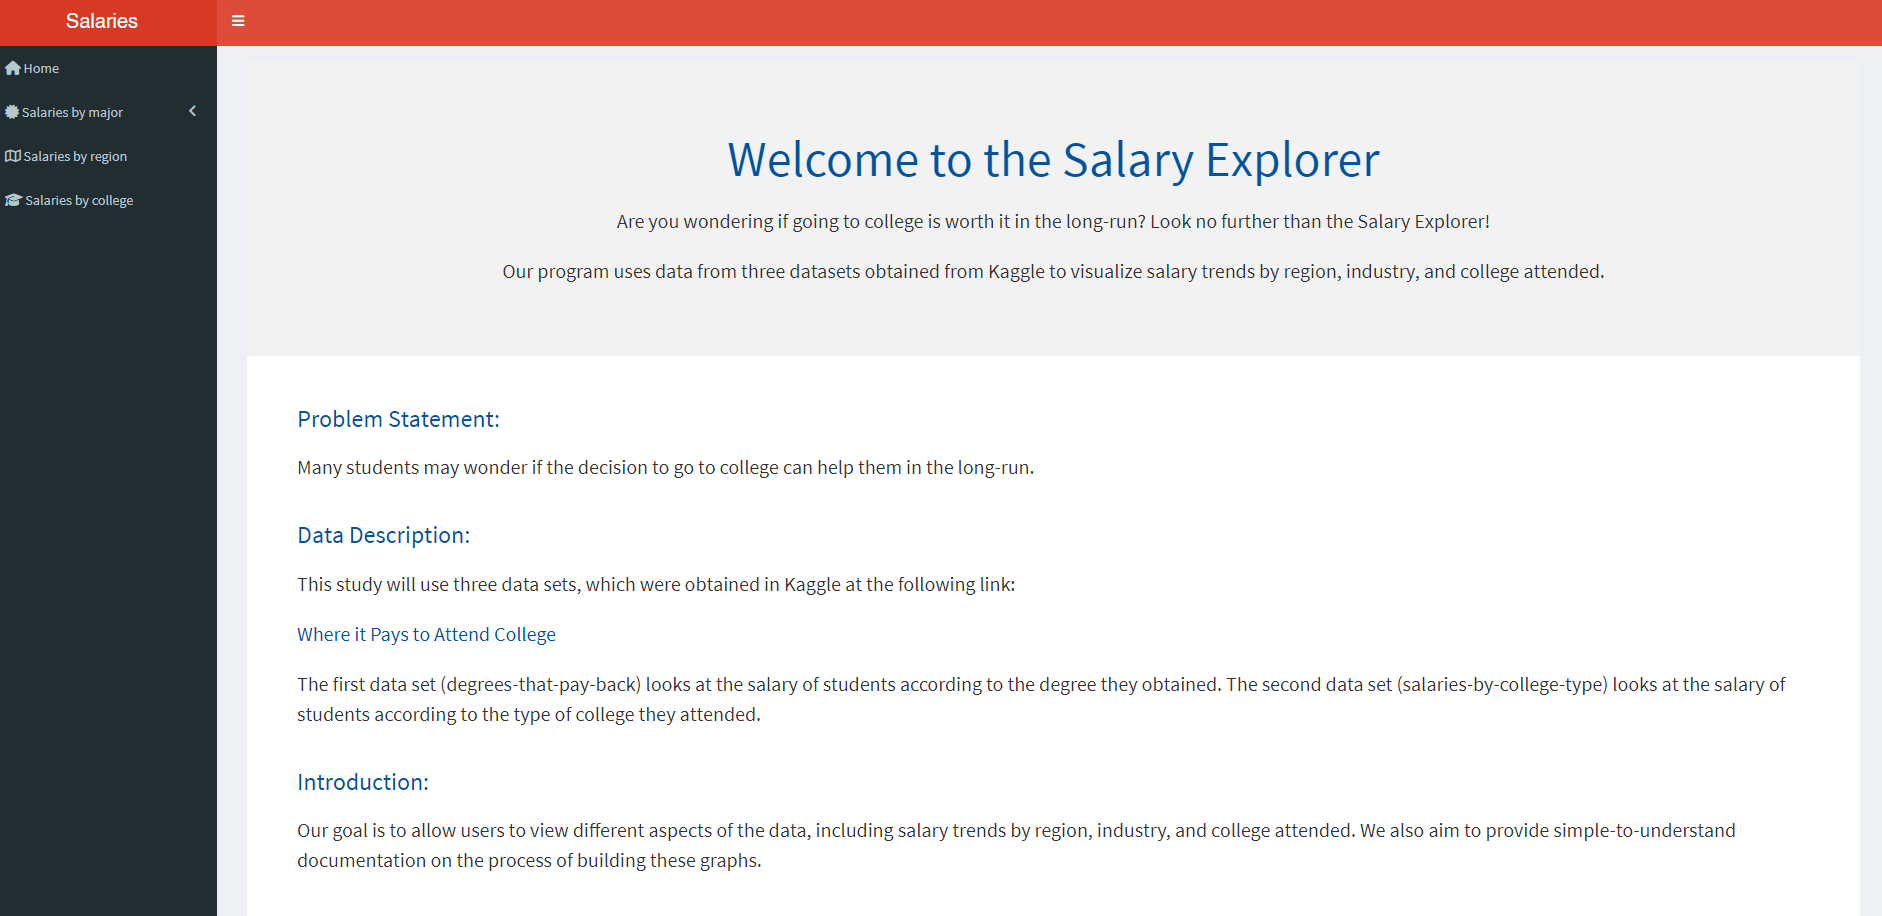 Salaries
Home
Salaries by major
Salaries by region
Salaries by college
Welcome to the Salary Explorer
Are you wondering if going to college is worth it in the long-run? Look no further than the Salary Explorer!
Our program uses data from three datasets obtained from Kaggle to visualize salary trends by region, industry, and college attended.
Problem Statement:
Many students may wonder if the decision to go to college can help them in the long-run.
Data Description:
This study will use three data sets, which were obtained in Kaggle at the following link:
Where it Pays to Attend College
The first data set (degrees-that-pay-back) looks at the salary of students according to the degree they obtained. The second data set (salaries-by-college-type) looks at the salary of
students according to the type of college they attended.
Introduction:
Our goal is to allow users to view different aspects of the data, including salary trends by region, industry, and college attended. We also aim to provide simple-to-understand
documentation on the process of building these graphs.